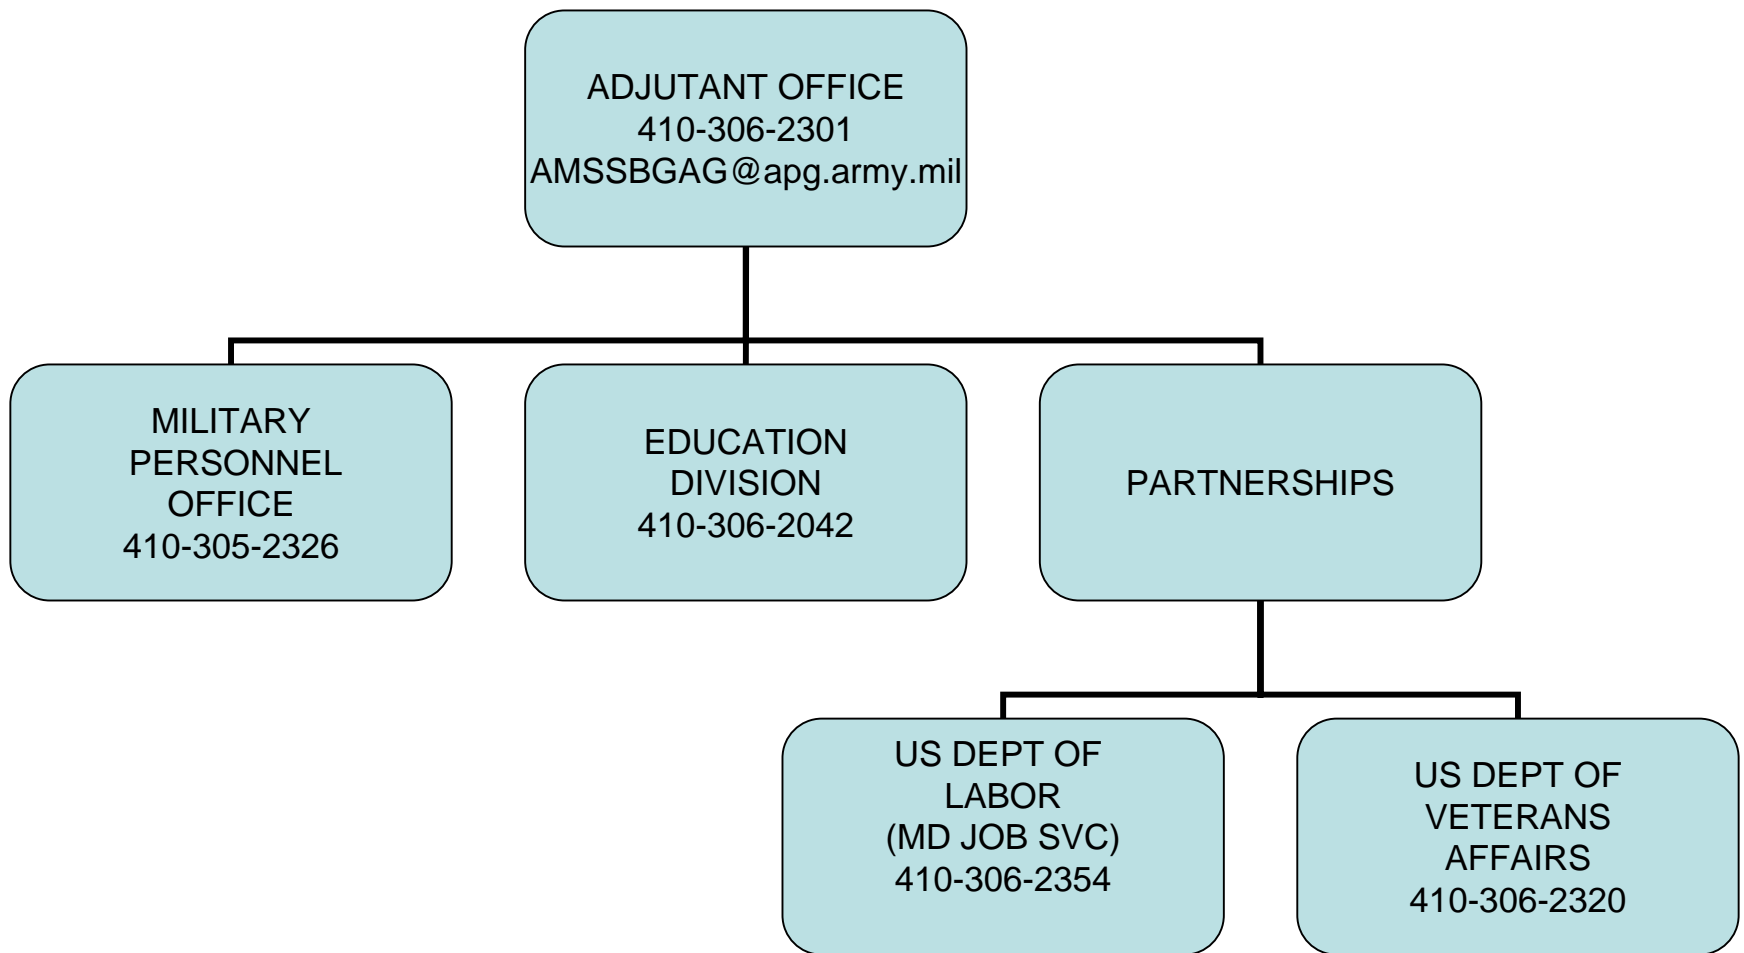 ADJUTANT OFFICE
410-306-2301
AMSSBGAG@apg.army.mil
MILITARY
PERSONNEL
OFFICE
410-305-2326
EDUCATION
DIVISION
410-306-2042
PARTNERSHIPS
US DEPT OF
LABOR
(MD JOB SVC)
410-306-2354
US DEPT OF
VETERANS
AFFAIRS
410-306-2320